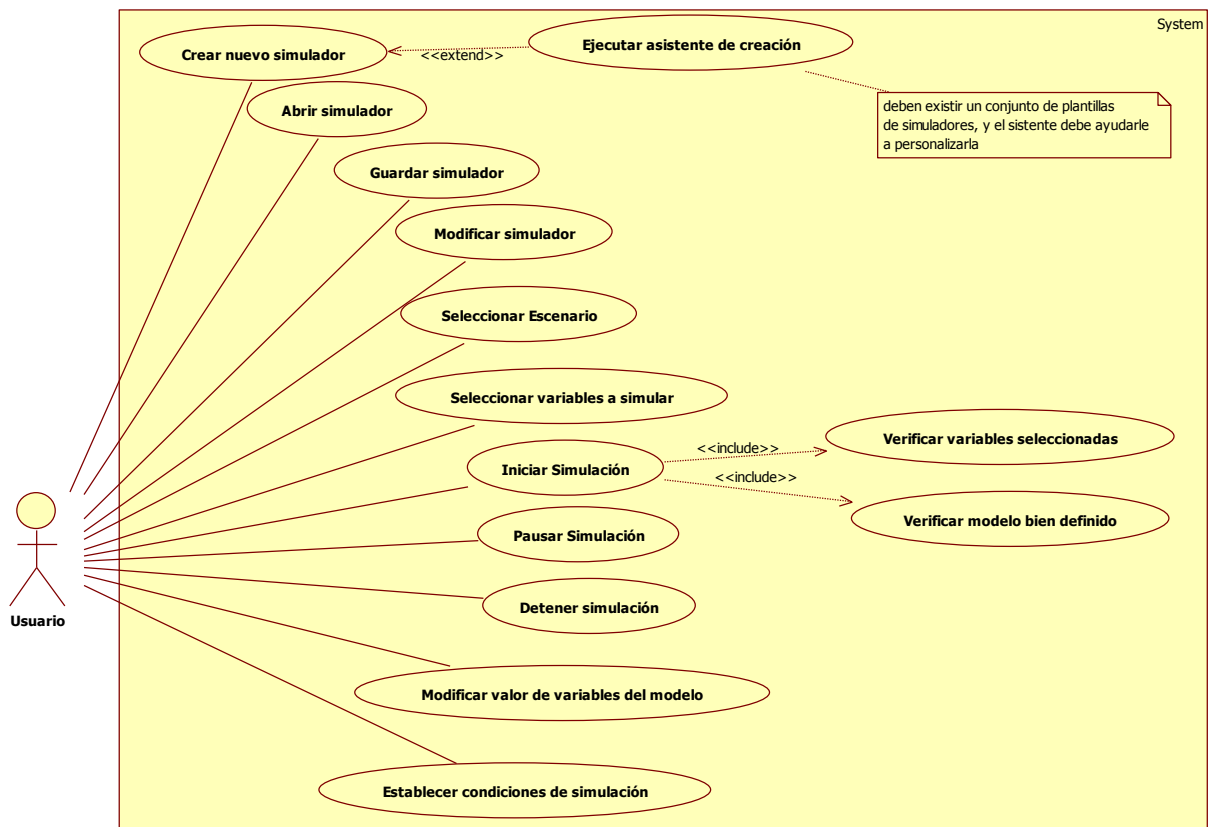 System
Crear nuevo simulador
<<extend>>
Ejecutar asistente de creación
deben existir un conjunto de plantillas
de simuladores, y el sistente debe ayudarle
a personalizarla
Abrir simulador
Guardar simulador
Modificar simulador
Seleccionar Escenario
Seleccionar variables a simular
Iniciar Simulación
<<include>>
Verificar variables seleccionadas
<<include>>
Verificar modelo bien definido
Pausar Simulación
Detener simulación
Usuario
Modificar valor de variables del modelo
Establecer condiciones de simulación